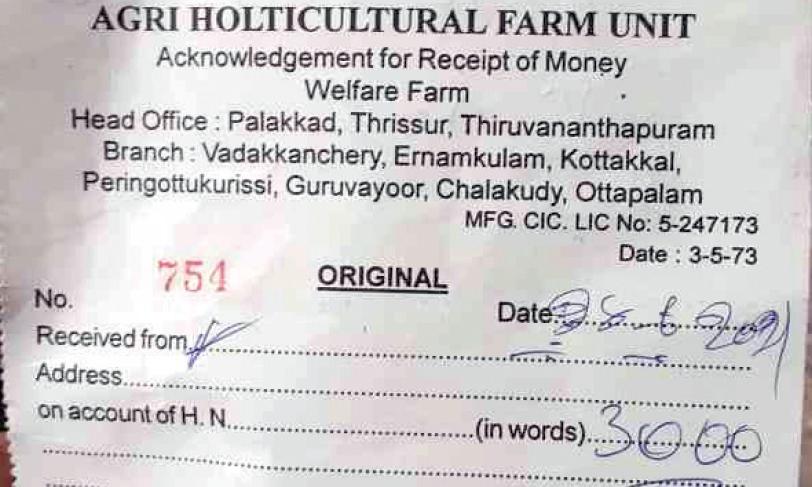 AGRI HOLTICULTURAL FARM UNIT
Acknowledgement for Receipt of Money
Welfare Farm
Head Office : Palakkad, Thrissur, Thiruvananthapuram
Branch : Vadakkanchery, Ernamkulam, Kottakkal,
Peringottukurissi, Guruvayoor, Chalakudy, Ottapalam
MFG. CIC. LIC No: 5-247173
Date : 3-5-73
No. 754 ORIGINAL
Date 2021
Received from
Address
on account of H. N. (in words) 3000